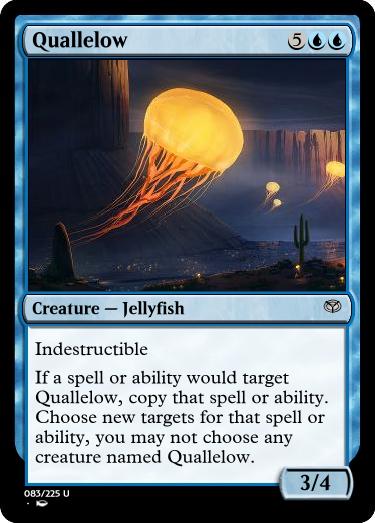 Quallelow 5
Creature — Jellyfish
Indestructible
If a spell or ability would target
Quallelow, copy that spell or ability.
Choose new targets for that spell or
ability, you may not choose any
creature named Quallelow.
3/4
083/225 U